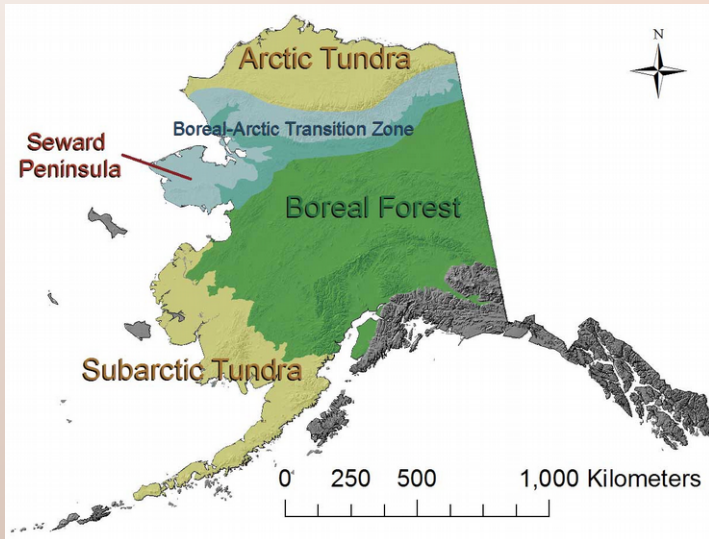 N
Arctic Tundra
Boreal-Arctic Transition Zone
Seward
Peninsula
Boreal Forest
Subarctic Tundra
0 250 500 1,000 Kilometers